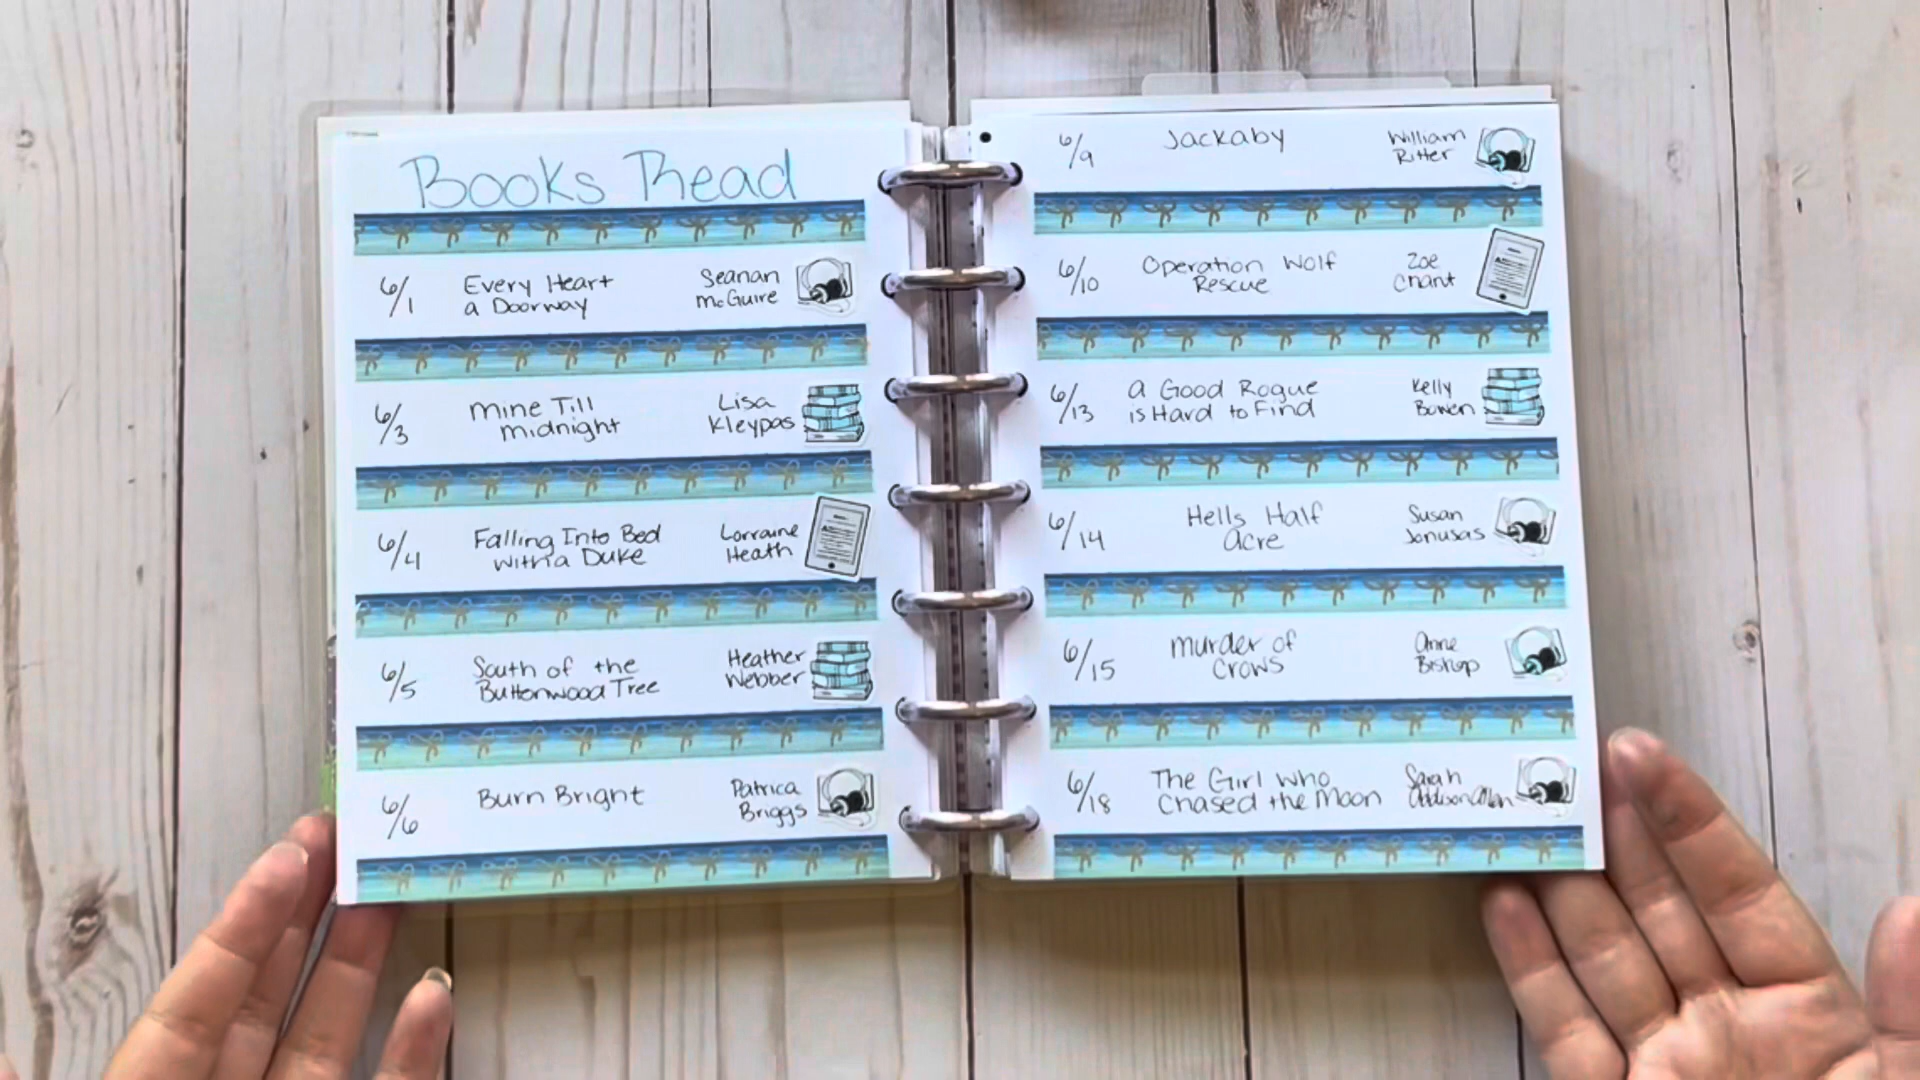 Books Read
6/1 Every Heart Seanan
a Doorway McGuire
6/3 Mine Till Lisa
Midnight Kleypas
6/4 Falling Into Bed Lorraine
with a Duke Heath
6/5 South of the Heather
Buttonwood Tree Webber
6/6 Burn Bright Patrica
Briggs
6/9 Jackaby William
Ritter
6/10 Operation Wolf Zoe
Rescue Chant
6/13 a Good Rogue Kelly
is Hard to Find Bowen
6/14 Hells Half Susan
Acre Jonusas
6/15 Murder of Anne
Crows Bishop
6/18 The Girl Who Sarah
Chased the Moon Addison Allen